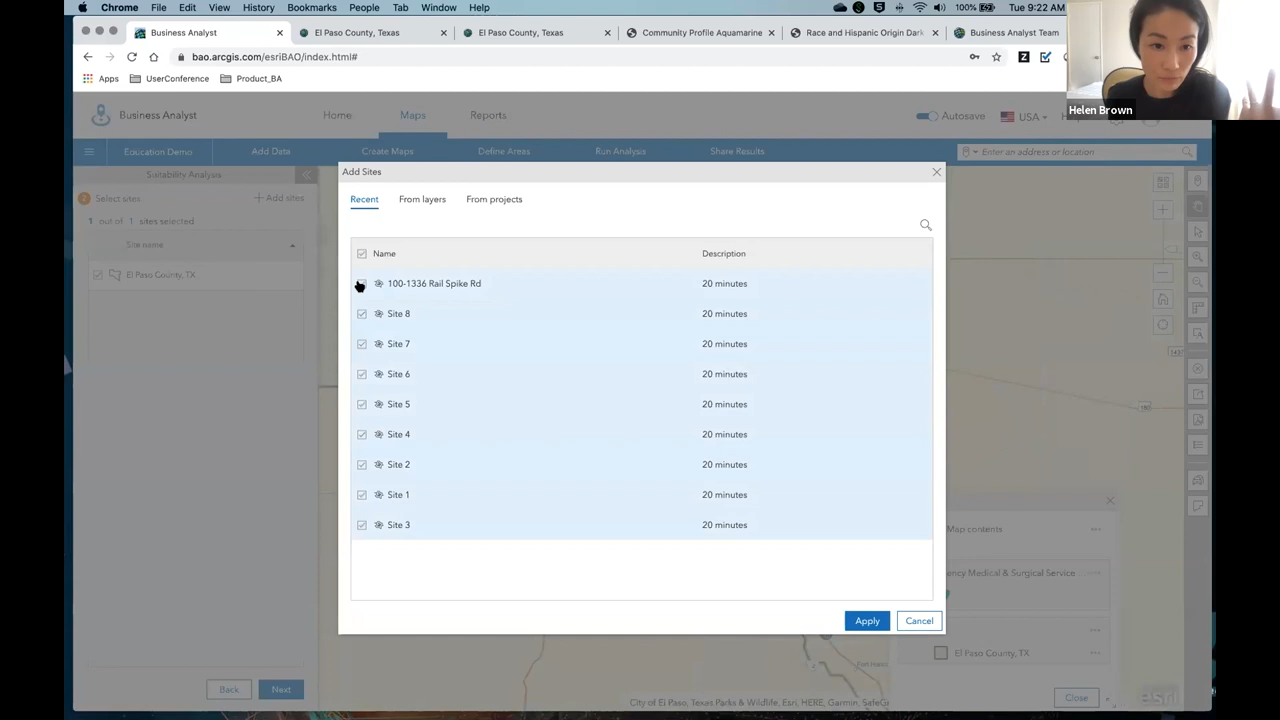 Chrome File Edit View History Bookmarks People Tab Window Help 100% Tue 9:22 AM
Business Analyst El Paso County, Texas El Paso County, Texas Community Profile Aquamarine Race and Hispanic Origin Dark Business Analyst Team
bao.arcgis.com/esriBAO/index.html#
Apps UserConference Product_BA
Helen Brown
Business Analyst Home Maps Reports Autosave USA
Education Demo Add Data Create Maps Define Areas Run Analysis Share Results Enter an address or location
Suitability Analysis
2 Select sites + Add sites
1 out of 1 sites selected
Site name
El Paso County, TX
Back Next
Add Sites
Recent From layers From projects
Name Description
100-1336 Rail Spike Rd 20 minutes
Site 8 20 minutes
Site 7 20 minutes
Site 6 20 minutes
Site 5 20 minutes
Site 4 20 minutes
Site 2 20 minutes
Site 1 20 minutes
Site 3 20 minutes
Apply Cancel
180
Map contents
Medical & Surgical Service...
El Paso County, TX
Close
City of El Paso, Texas Parks & Wildlife, Esri, HERE, Garmin,
esri